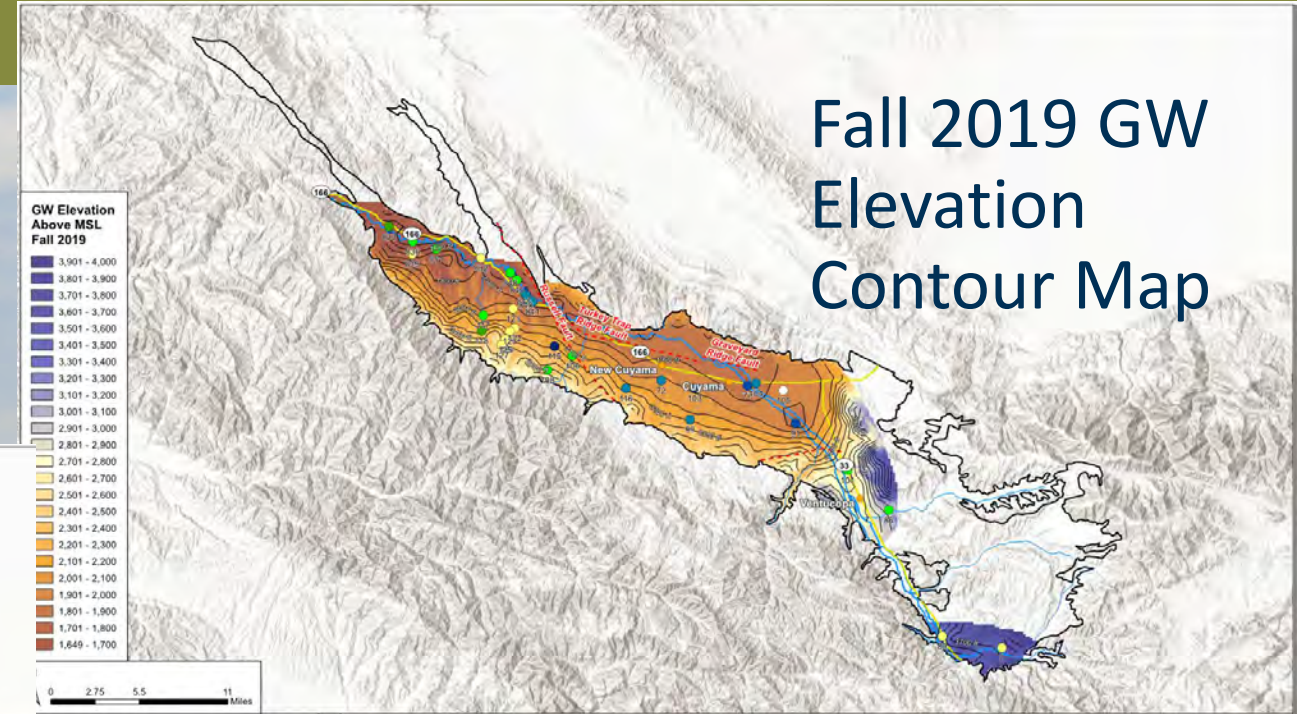 Fall 2019 GW
Elevation
Contour Map
GW Elevation
Above MSL
Fall 2019
3,901 - 4,000
3,801 - 3,900
3,701 - 3,800
3,601 - 3,700
3,501 - 3,600
3,401 - 3,500
3,301 - 3,400
3,201 - 3,300
3,101 - 3,200
3,001 - 3,100
2,901 - 3,000
2,801 - 2,900
2,701 - 2,800
2,601 - 2,700
2,501 - 2,600
2,401 - 2,500
2,301 - 2,400
2,201 - 2,300
2,101 - 2,200
2,001 - 2,100
1,901 - 2,000
1,801 - 1,900
1,701 - 1,800
1,649 - 1,700
166
166
Russell Fault
Turkey Trap
Ridge Fault
Graveyard
Ridge Fault
166
New Cuyama
Cuyama
33
Ventucopa
0 2.75 5.5 11
Miles